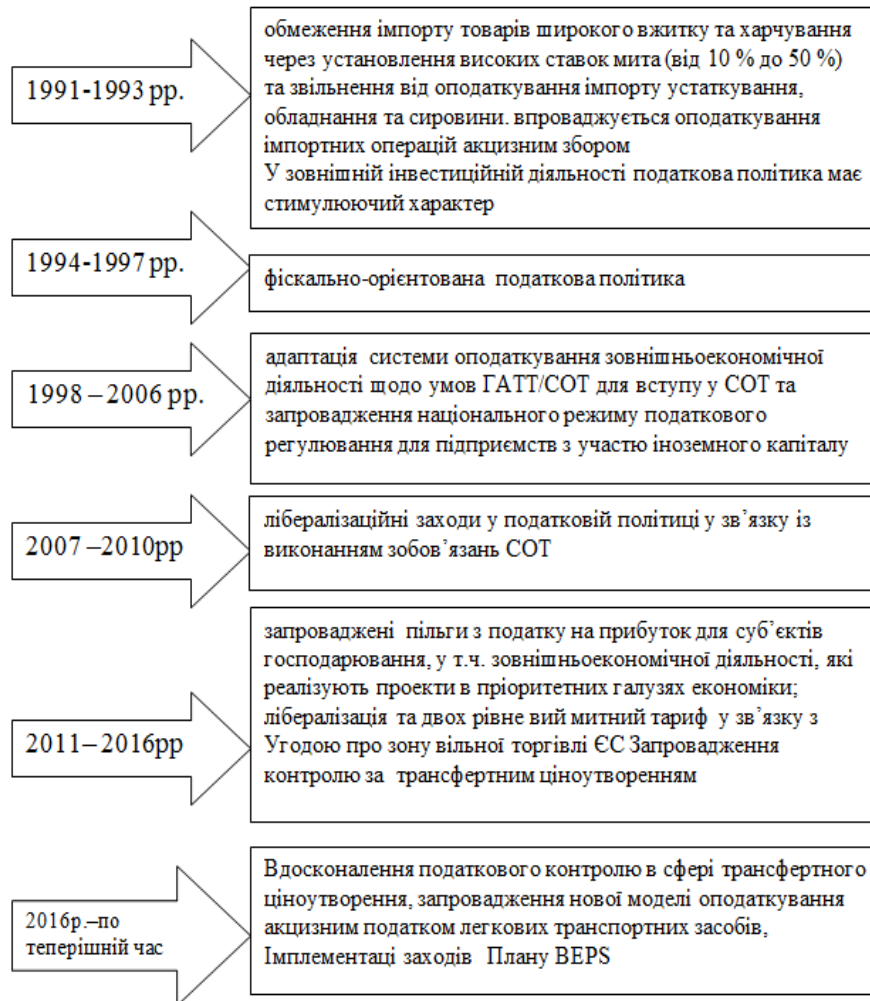 1991-1993 рр.
обмеження імпорту товарів широкого вжитку та харчування
через установлення високих ставок мита (від 10 % до 50 %)
та звільнення від оподаткування імпорту устаткування,
обладнання та сировини. впроваджується оподаткування
імпортних операцій акцизним збором
У зовнішній інвестиційній діяльності податкова політика має
стимулюючий характер
1994-1997 рр.
фіскально-орієнтована податкова політика
1998 – 2006 рр.
адаптація системи оподаткування зовнішньоекономічної
діяльності щодо умов ГАТТ/СОТ для вступу у СОТ та
запровадження національного режиму податкового
регулювання для підприємств з участю іноземного капіталу
2007 –2010рр
лібералізаційні заходи у податковій політиці у зв’язку із
виконанням зобов’язань СОТ
2011– 2016рр
запроваджені пільги з податку на прибуток для суб’єктів
господарювання, у т.ч. зовнішньоекономічної діяльності, які
реалізують проекти в пріоритетних галузях економіки;
лібералізація та двох рівне вий митний тариф у зв’язку з
Угодою про зону вільної торгівлі ЄС Запровадження
контролю за трансфертним ціноутворенням
2016р.–по
теперішній час
Вдосконалення податкового контролю в сфері трансфертного
ціноутворення, запровадження нової моделі оподаткування
акцизним податком легкових транспортних засобів,
Імплементаці заходів Плану BEPS